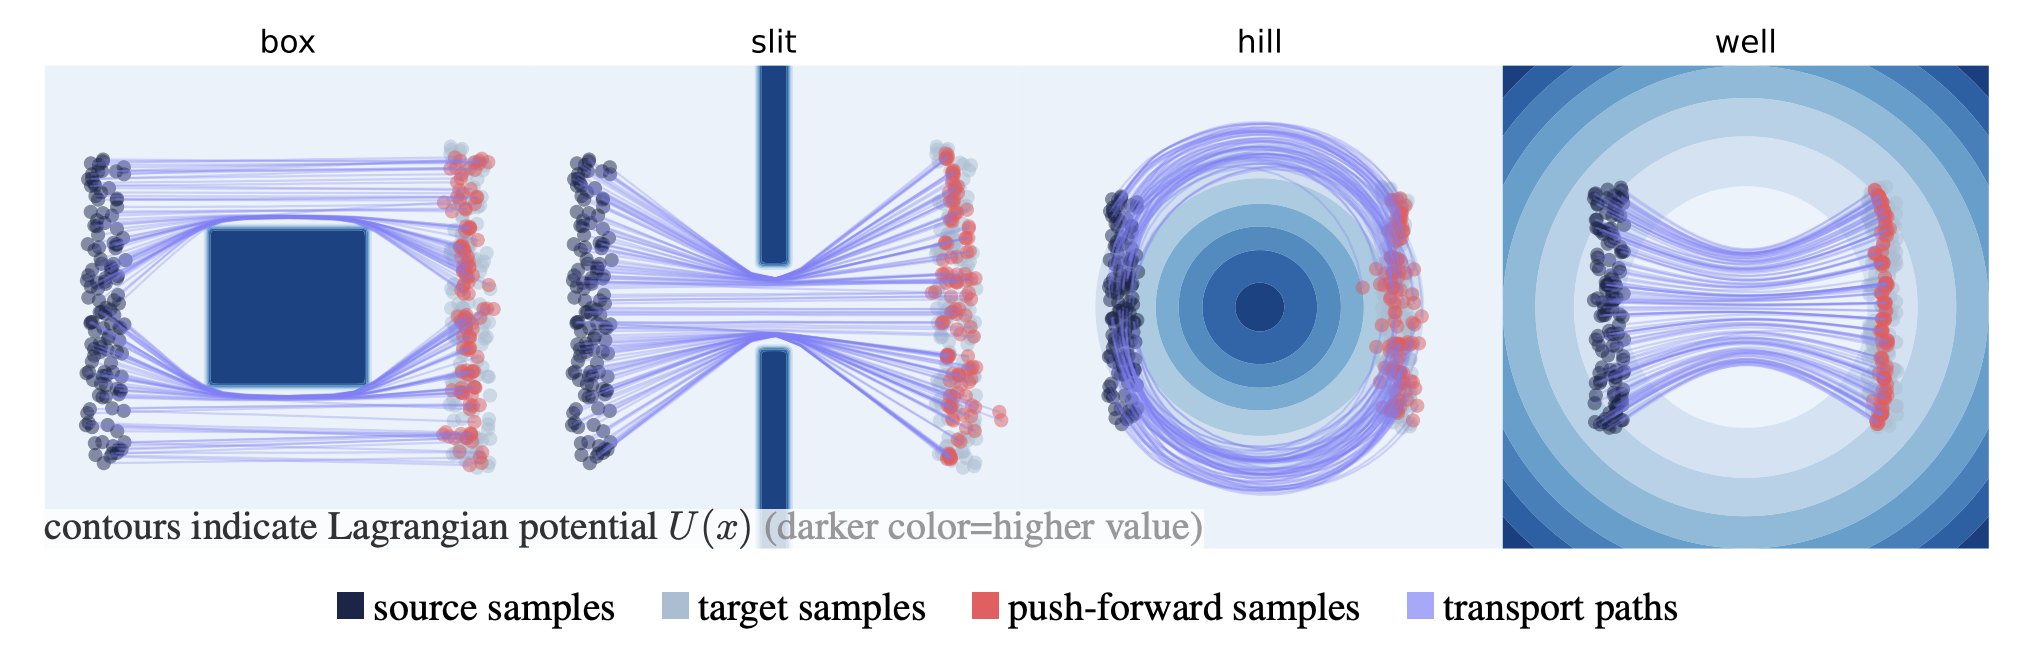 box slit hill well
contours indicate Lagrangian potential U(x) (darker color=higher value)
source samples target samples push-forward samples transport paths